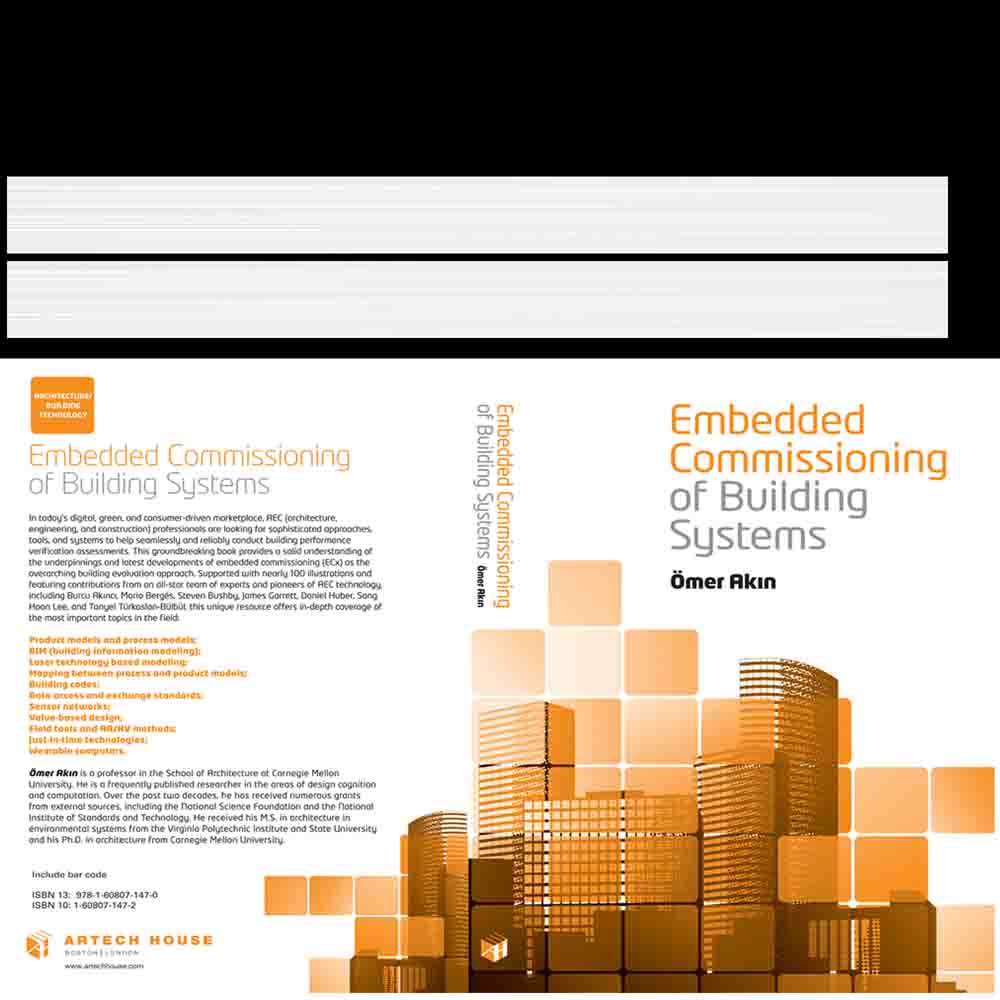 ARCHITECTURE/
BUILDING
TECHNOLOGY
Embedded Commissioning
of Building Systems
In today's digital, green, and consumer-driven marketplace, AEC (architecture,
engineering, and construction) professionals are looking for sophisticated approaches,
tools, and systems to help seamlessly and reliably conduct building performance
verification assessments. This groundbreaking book provides a solid understanding of
the underpinnings and latest developments of embedded commissioning (ECx) as the
overarching building evaluation approach. Supported with nearly 100 illustrations and
featuring contributions from an all-star team of experts and pioneers of AEC technology,
including Burcu Akıncı, Mario Bergés, Steven Bushby, James Garrett, Daniel Huber, Sang
Hoon Lee, and Tanyel Türkaslan-Bülbül, this unique resource offers in-depth coverage of
the most important topics in the field:
Product models and process models;
BIM (building information modeling);
Laser technology based modeling;
Mapping between process and product models;
Building codes;
Data access and exchange standards;
Sensor networks;
Value-based design;
Field tools and AR/AV methods;
Just-in-time technologies;
Wearable computers.
Ömer Akın is a professor in the School of Architecture at Carnegie Mellon
University. He is a frequently published researcher in the areas of design cognition
and computation. Over the past two decades, he has received numerous grants
from external sources, including the National Science Foundation and the National
Institute of Standards and Technology. He received his M.S. in architecture in
environmental systems from the Virginia Polytechnic Institute and State University
and his Ph.D. in architecture from Carnegie Mellon University.
Include bar code
ISBN 13: 978-1-60807-147-0
ISBN 10: 1-60807-147-2
ARTECH HOUSE
BOSTON | LONDON
www.artechhouse.com
Embedded Commissioning
of Building Systems Ömer Akın
Embedded
Commissioning
of Building
Systems
Ömer Akın